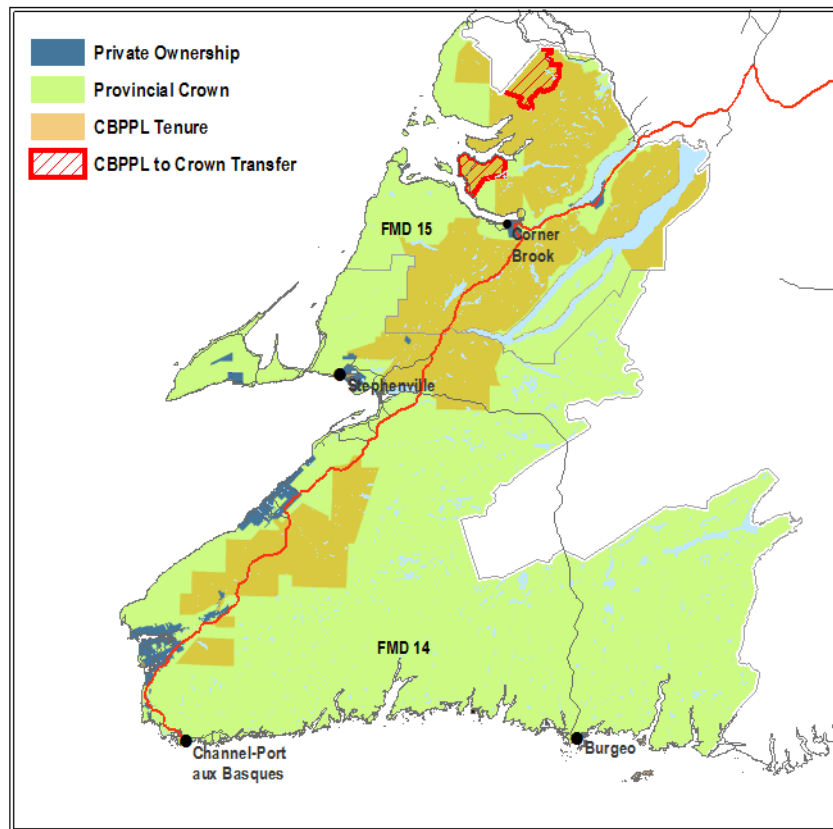 Private Ownership
Provincial Crown
CBPPL Tenure
CBPPL to Crown Transfer
FMD 15
Corner
Brook
Stephenville
FMD 14
Channel-Port
aux Basques
Burgeo